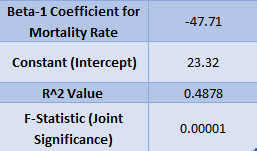 Beta-1 Coefficient for
-47.71
Mortality Rate
Constant (Intercept)
23.32
R^2 Value
0.4878
F-Statistic (Joint
0.00001
Significance)